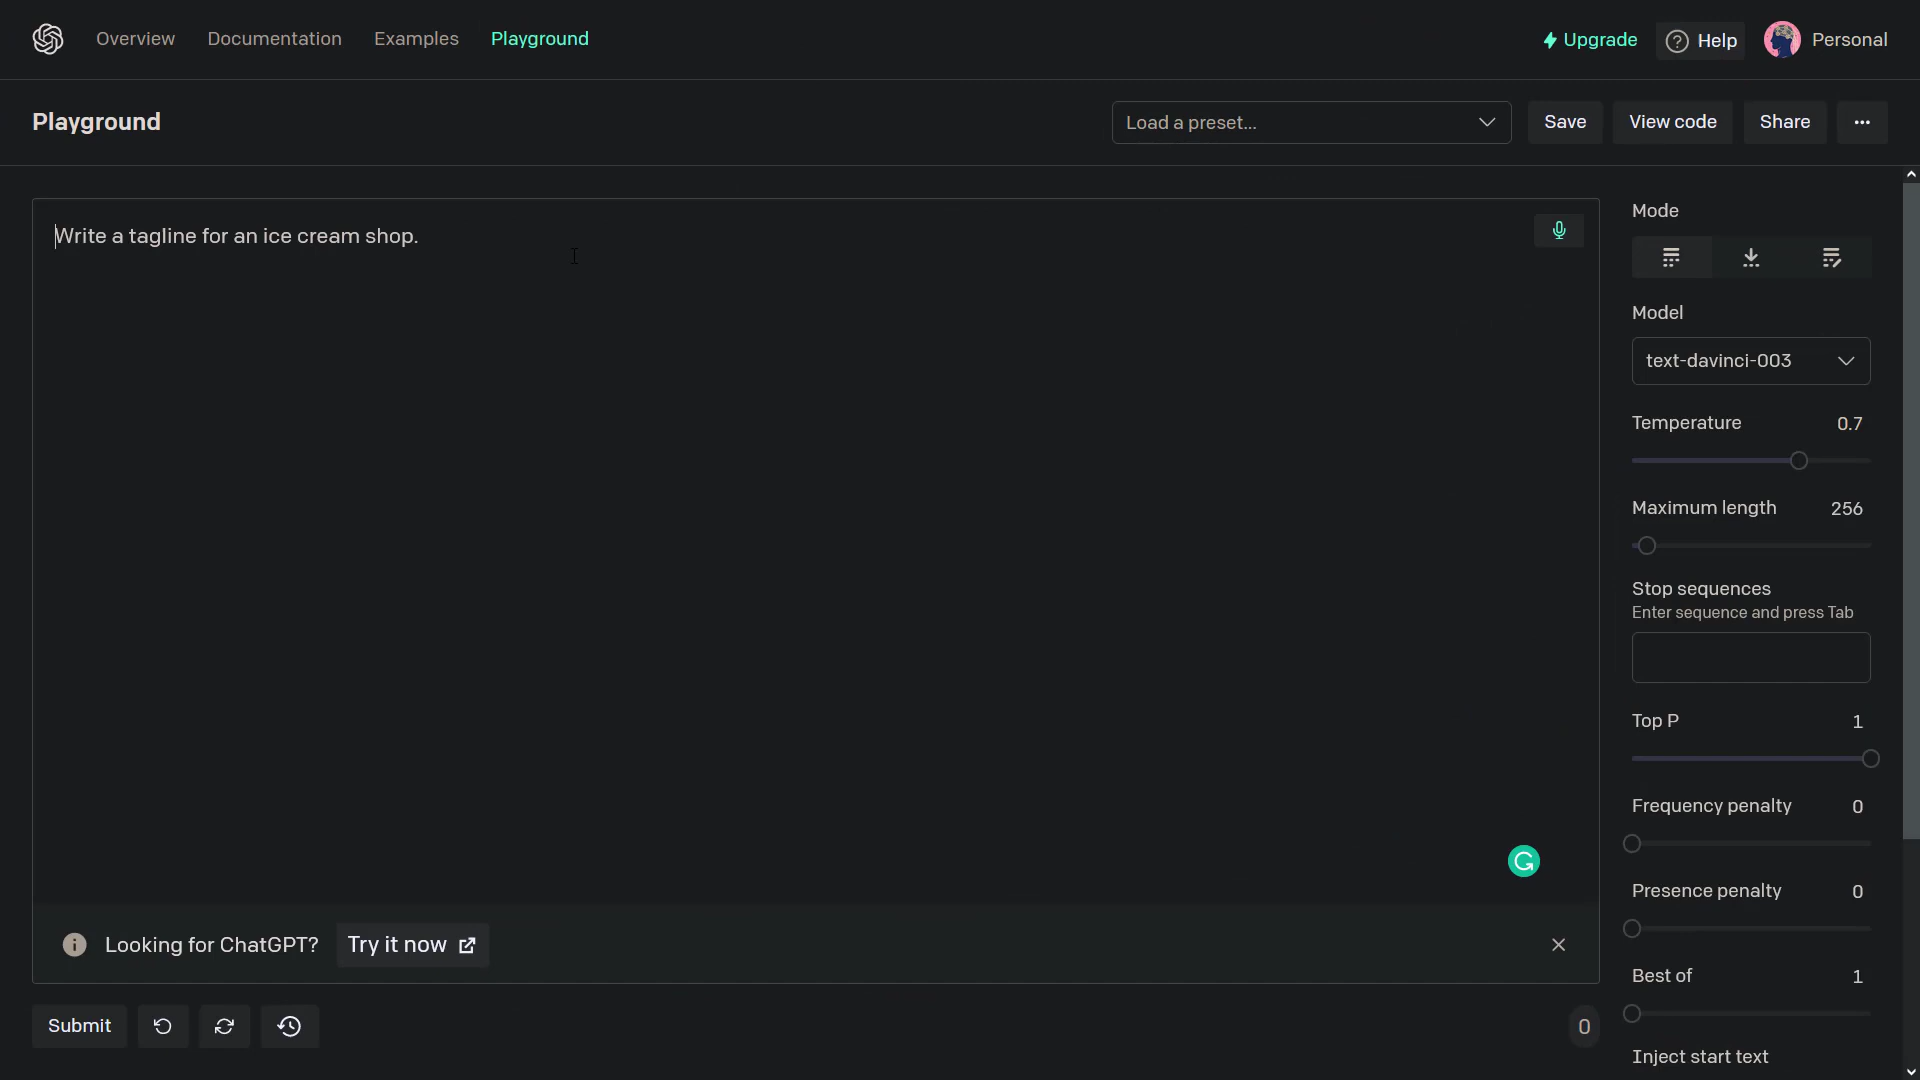 Overview Documentation Examples Playground Upgrade Help Personal
Playground Load a preset... Save View code Share ...
Write a tagline for an ice cream shop.
Mode
Model
text-davinci-003
Temperature 0.7
Maximum length 256
Stop sequences
Enter sequence and press Tab
Top P 1
Frequency penalty 0
Presence penalty 0
Best of 1
Inject start text
Looking for ChatGPT? Try it now
Submit 0